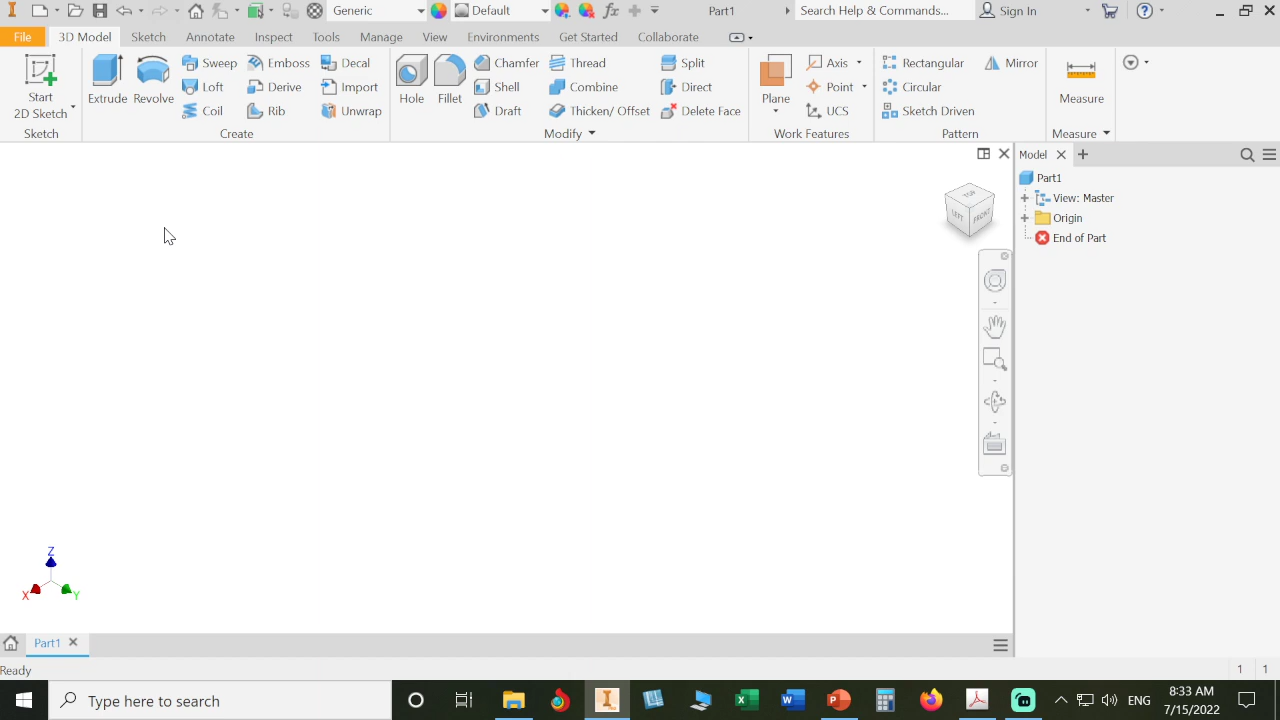 Generic Default Part1 Search Help & Commands... Sign In
File 3D Model Sketch Annotate Inspect Tools Manage View Environments Get Started Collaborate
Start
2D Sketch
Sketch
Extrude Revolve
Sweep Emboss Decal
Loft Derive Import
Coil Rib Unwrap
Create
Hole Fillet
Chamfer Thread Split
Shell Combine Direct
Draft Thicken/ Offset Delete Face
Modify
Plane
Axis
Point
UCS
Work Features
Rectangular Mirror
Circular
Sketch Driven
Pattern
Measure
Measure
Model
Part1
View: Master
Origin
End of Part
TOP
LEFT FRONT
Z
X Y
Part1
Ready 1 1
Type here to search
ENG
8:33 AM
7/15/2022